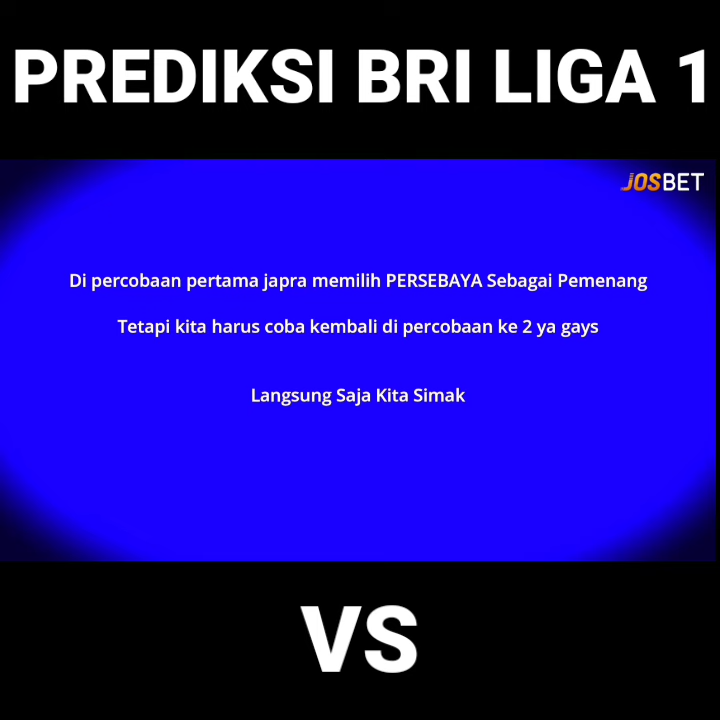 PREDIKSI BRI LIGA 1
JOSBET
Di percobaan pertama japra memilih PERSEBAYA Sebagai Pemenang
Tetapi kita harus coba kembali di percobaan ke 2 ya gays
Langsung Saja Kita Simak
VS